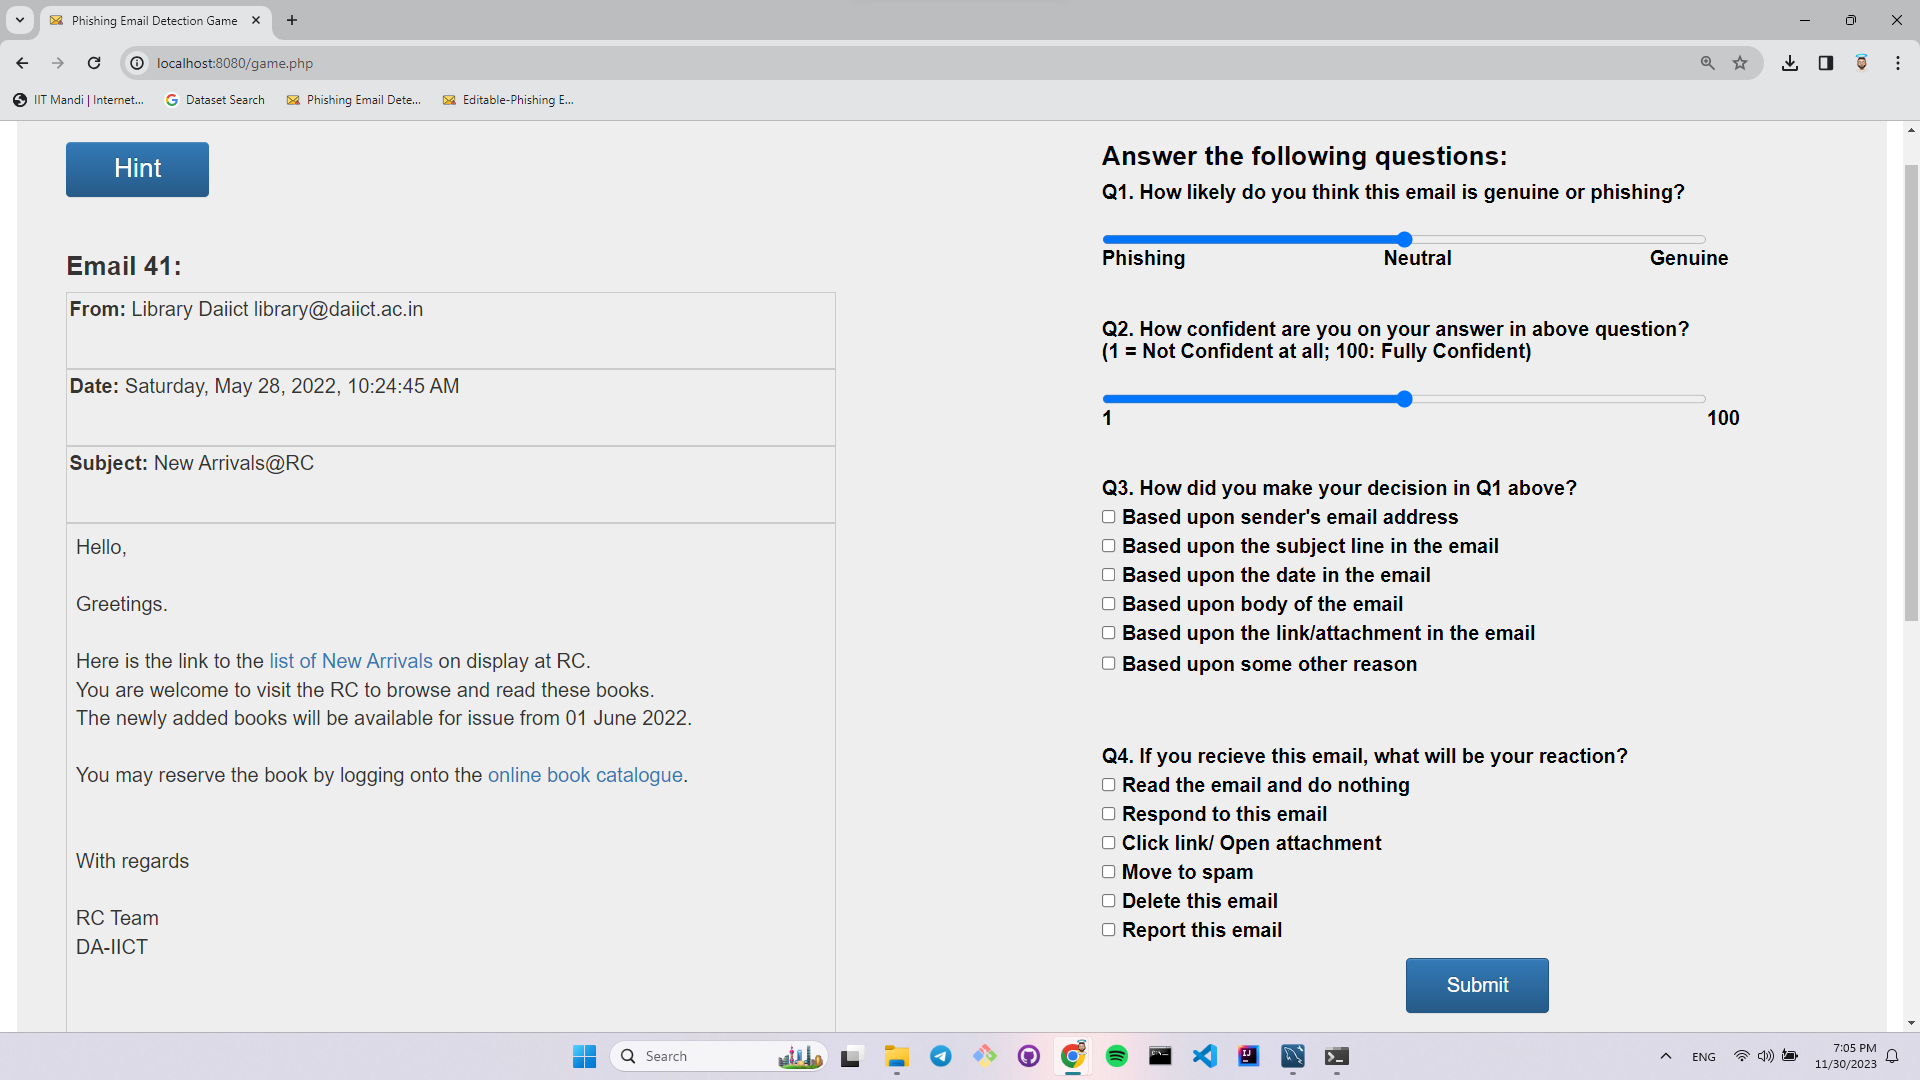 Phishing Email Detection Game
localhost:8080/game.php
IIT Mandi | Internet...
Dataset Search
Phishing Email Dete...
Editable-Phishing E...
Hint
Email 41:
From: Library Daiict library@daiict.ac.in
Date: Saturday, May 28, 2022, 10:24:45 AM
Subject: New Arrivals@RC
Hello,
Greetings.
Here is the link to the list of New Arrivals on display at RC.
You are welcome to visit the RC to browse and read these books.
The newly added books will be available for issue from 01 June 2022.
You may reserve the book by logging onto the online book catalogue.
With regards
RC Team
DA-IICT
Answer the following questions:
Q1. How likely do you think this email is genuine or phishing?
Phishing Neutral Genuine
Q2. How confident are you on your answer in above question?
(1 = Not Confident at all; 100: Fully Confident)
1 100
Q3. How did you make your decision in Q1 above?
Based upon sender's email address
Based upon the subject line in the email
Based upon the date in the email
Based upon body of the email
Based upon the link/attachment in the email
Based upon some other reason
Q4. If you recieve this email, what will be your reaction?
Read the email and do nothing
Respond to this email
Click link/ Open attachment
Move to spam
Delete this email
Report this email
Submit
Search
ENG
7:05 PM
11/30/2023